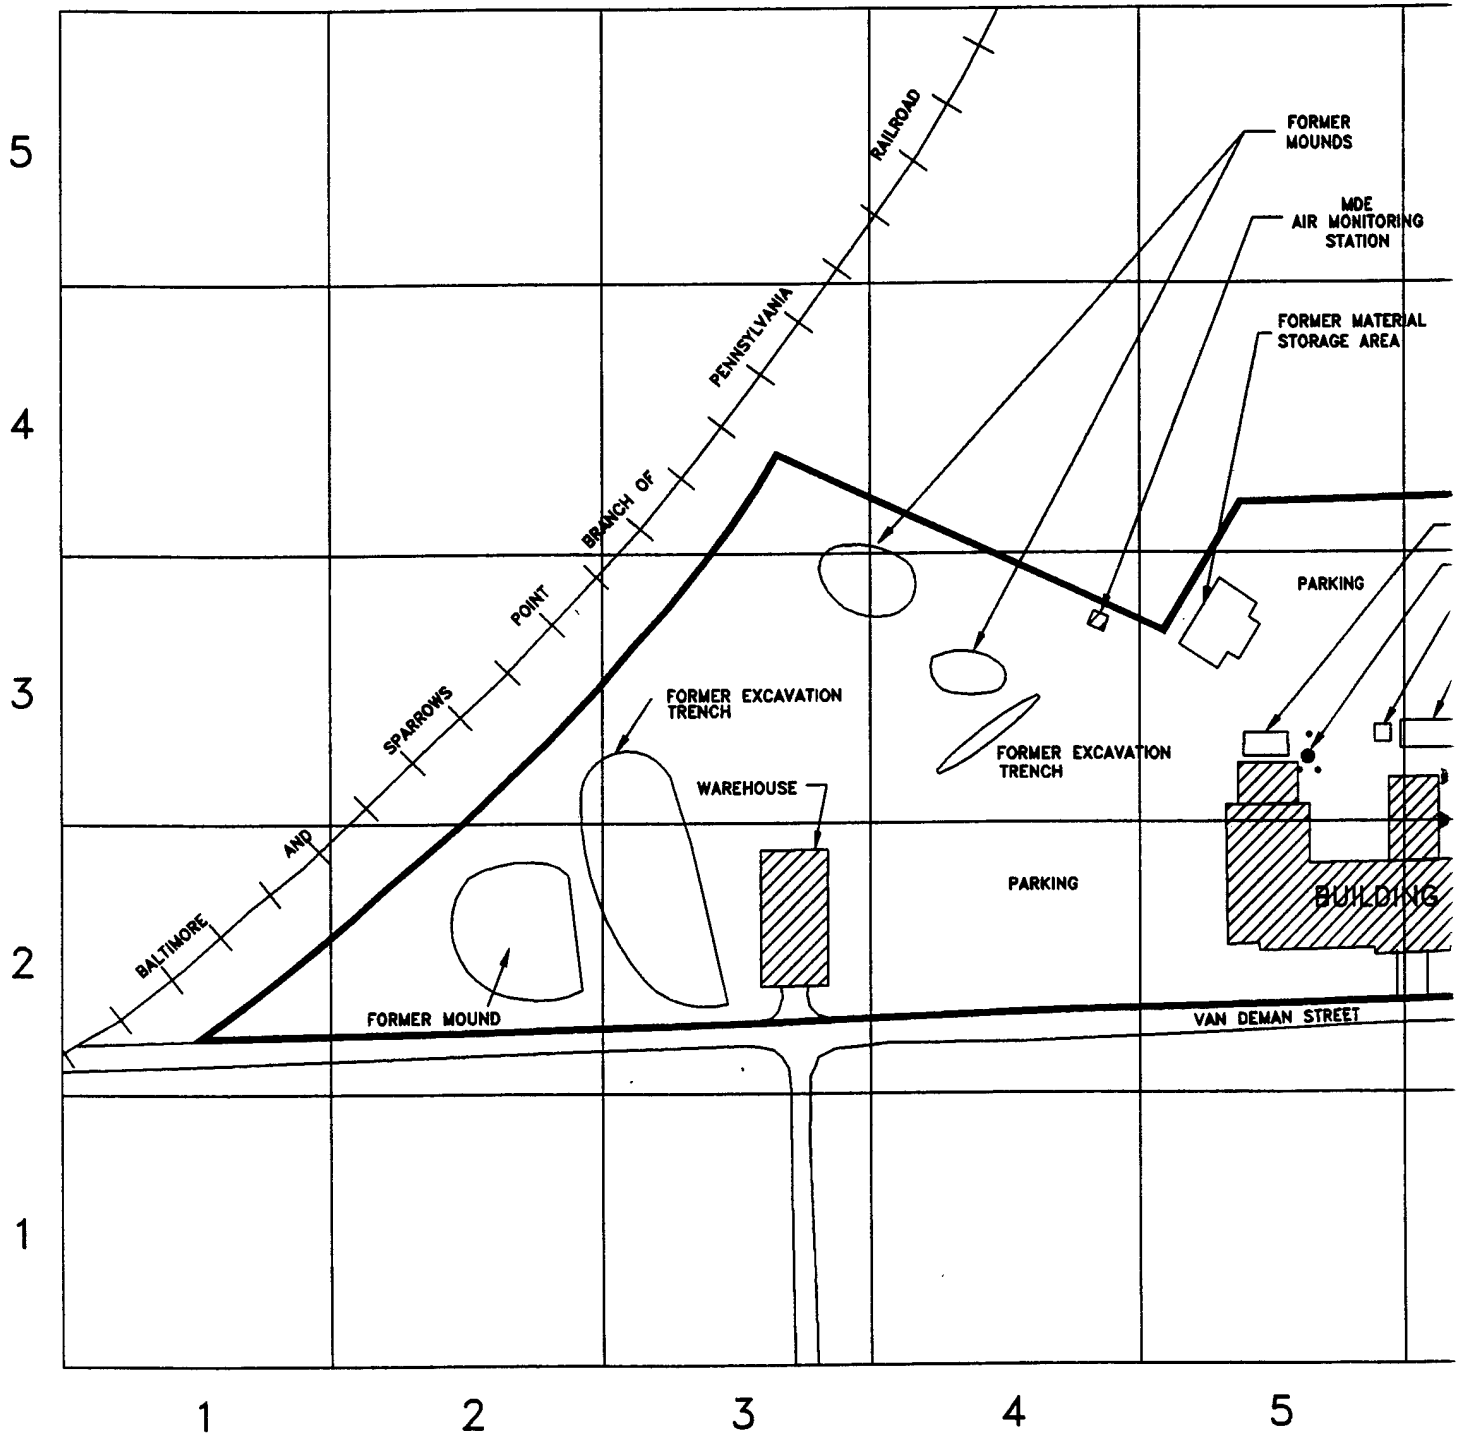 5
FORMER
MOUNDS
MDE
AIR MONITORING
STATION
RAILROAD
PENNSYLVANIA
FORMER MATERIAL
STORAGE AREA
4
BRANCH OF
POINT
PARKING
3
SPARROWS
FORMER EXCAVATION
TRENCH
FORMER EXCAVATION
TRENCH
WAREHOUSE
AND
PARKING
BUILDING
2
BALTIMORE
FORMER MOUND
VAN DEMAN STREET
1
1 2 3 4 5